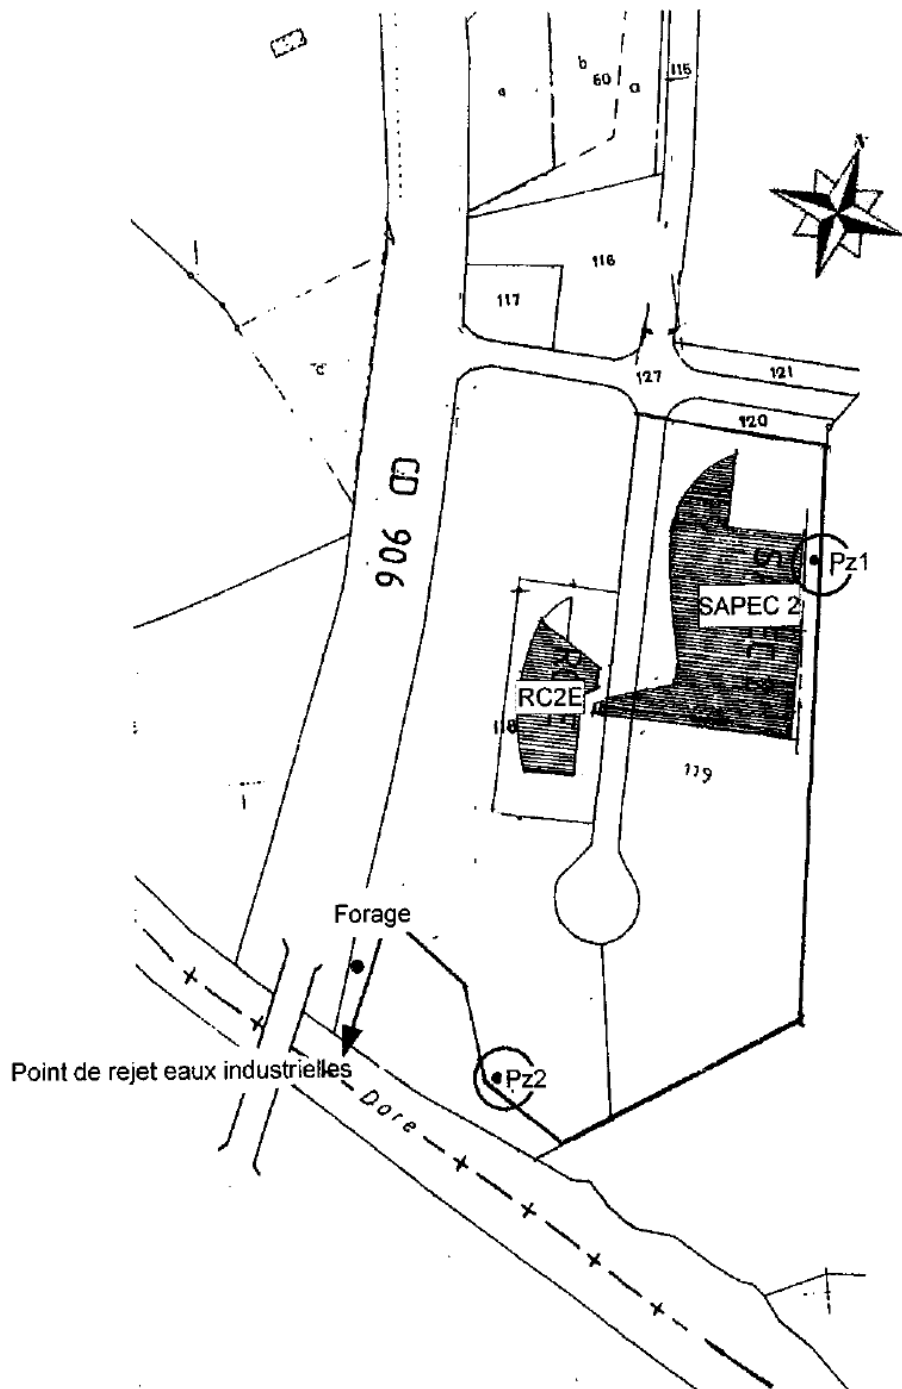 b
60
a
115
a
N
116
117
127
121
120
CD 906
Pz1
SAPEC 2
RC2E
118
119
Forage
Point de rejet eaux industrielles
Pz2
Dore